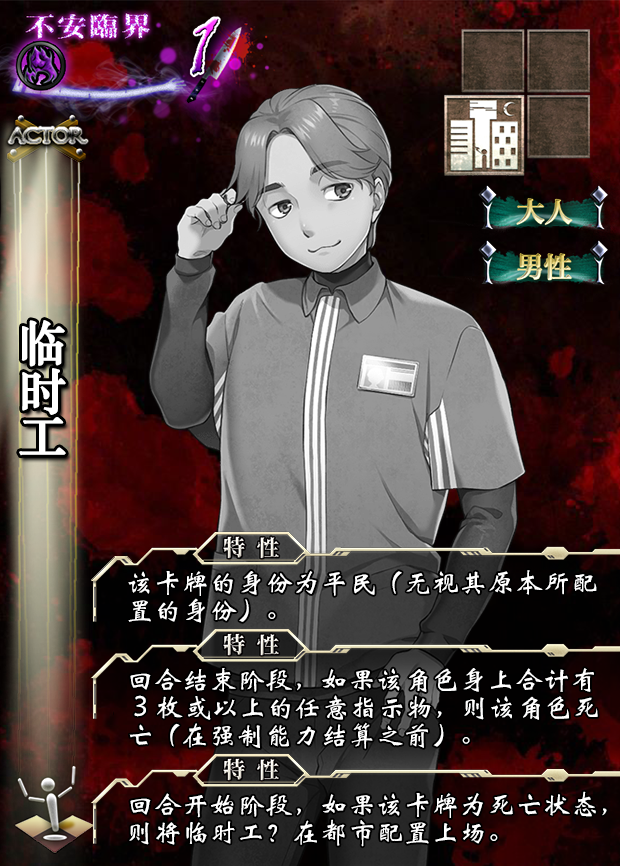 不安臨界
1
ACTOR
大人
男性
临时工
特性
该卡牌的身份为平民（无视其原本所配
置的身份）。
特性
回合结束阶段，如果该角色身上合计有
3枚或以上的任意指示物，则该角色死
亡（在强制能力结算之前）。
特性
回合开始阶段，如果该卡牌为死亡状态，
则将临时工？在都市配置上场。